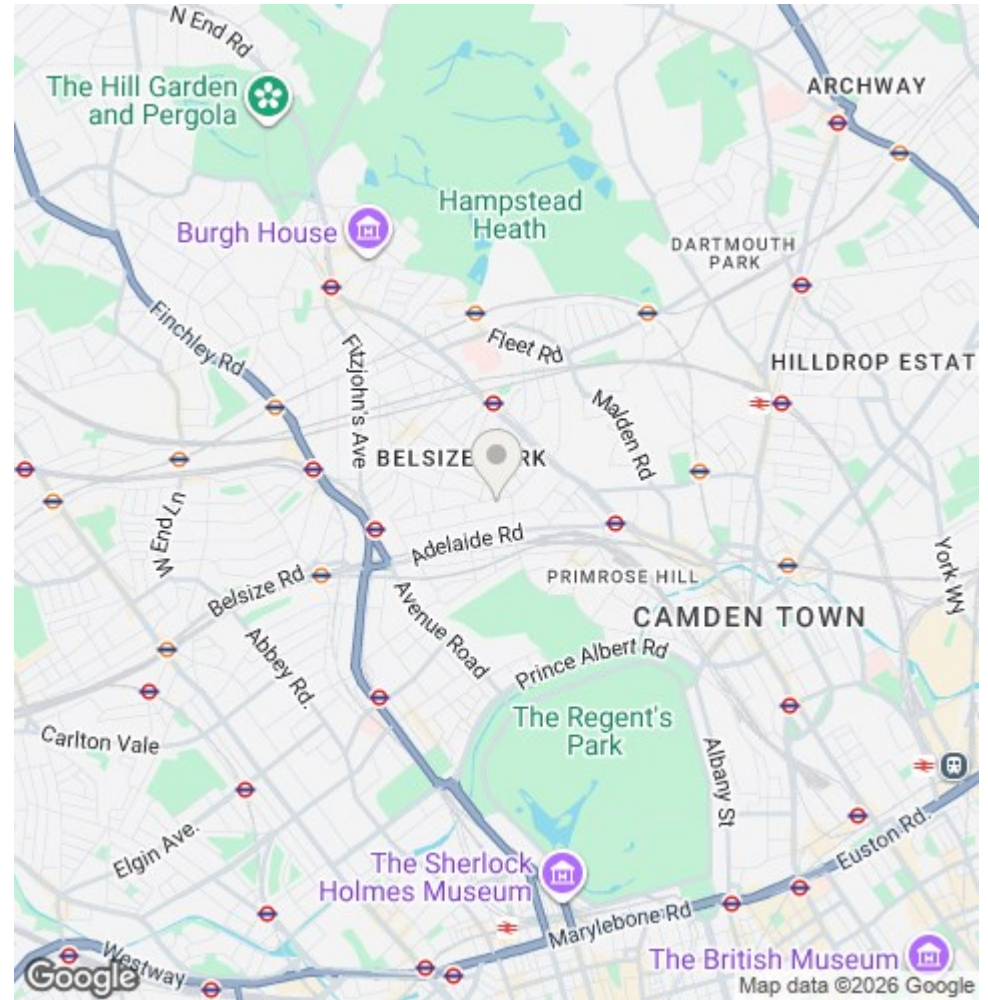 N End Rd
The Hill Garden
and Pergola
ARCHWAY
Hampstead
Heath
Burgh House
DARTMOUTH
PARK
Finchley Rd
Fitzjohn's Ave
Fleet Rd
HILLDROP ESTAT
Malden Rd
BELSIZE RK
W End Ln
Adelaide Rd
Belsize Rd
PRIMROSE HILL
York Wy
Avenue Road
CAMDEN TOWN
Abbey Rd.
Prince Albert Rd
The Regent's
Park
Carlton Vale
Albany St
Elgin Ave.
Euston Rd.
The Sherlock
Holmes Museum
Marylebone Rd
Westway
The British Museum
Google
Map data ©2026 Google